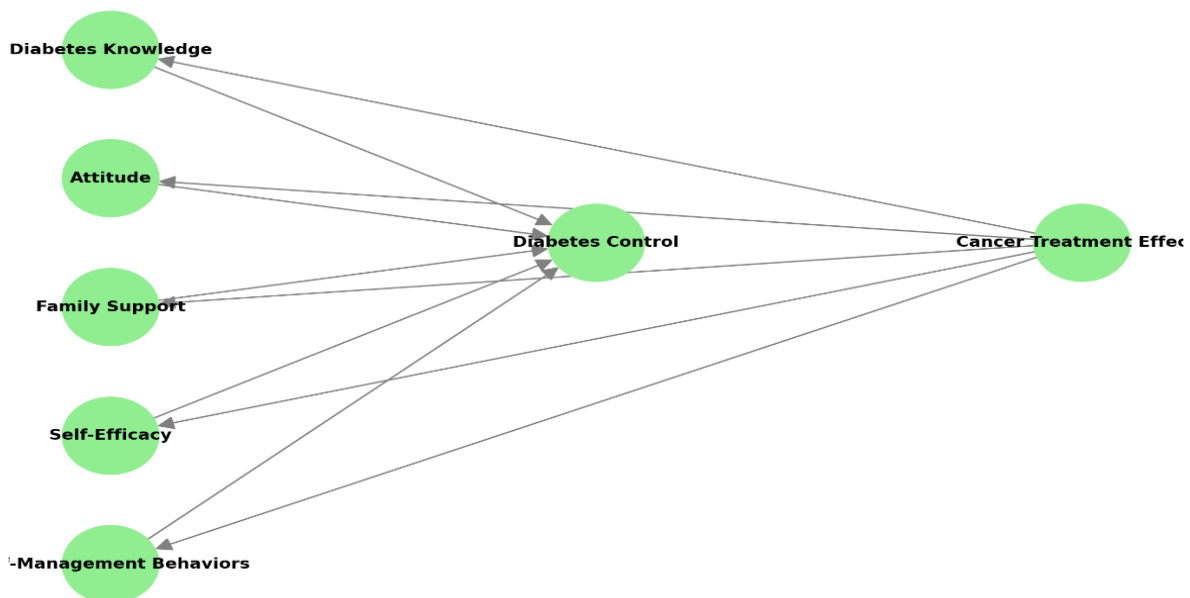 Diabetes Knowledge
Attitude
Diabetes Control
Cancer Treatment Effec
Family Support
Self-Efficacy
-Management Behaviors